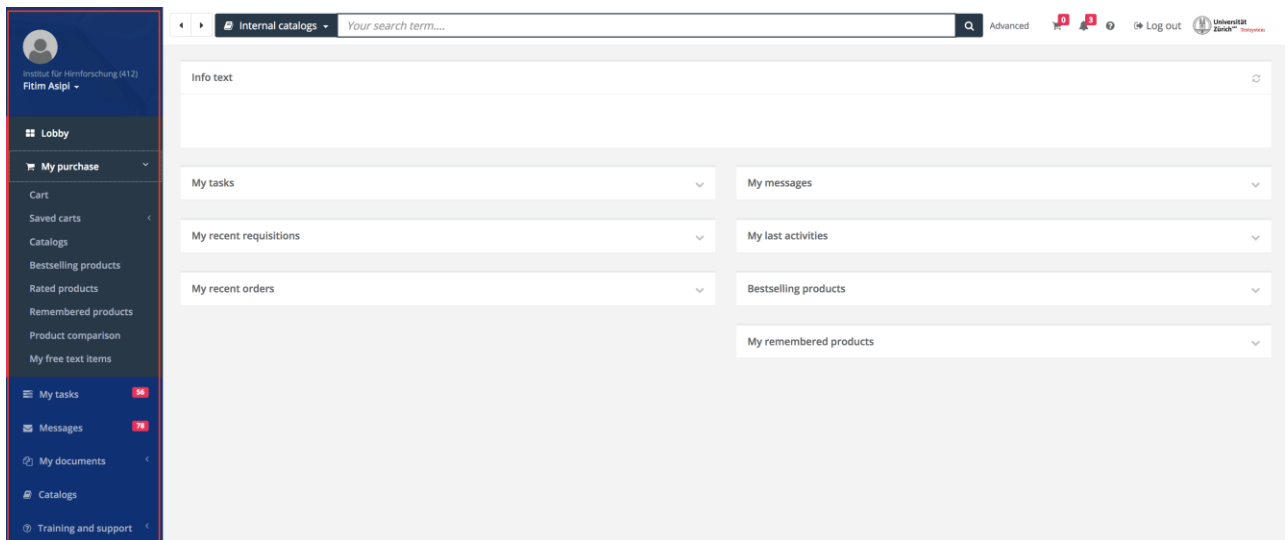 Institut für Hirnforschung (412)
Fitim Asipi
Lobby
My purchase
Cart
Saved carts
Catalogs
Bestselling products
Rated products
Remembered products
Product comparison
My free text items
My tasks 56
Messages 78
My documents
Catalogs
Training and support
Internal catalogs Your search term.... Advanced 0 3 Log out Universität
Zürich UZH Testsystem
Info text
My tasks
My messages
My recent requisitions
My last activities
My recent orders
Bestselling products
My remembered products